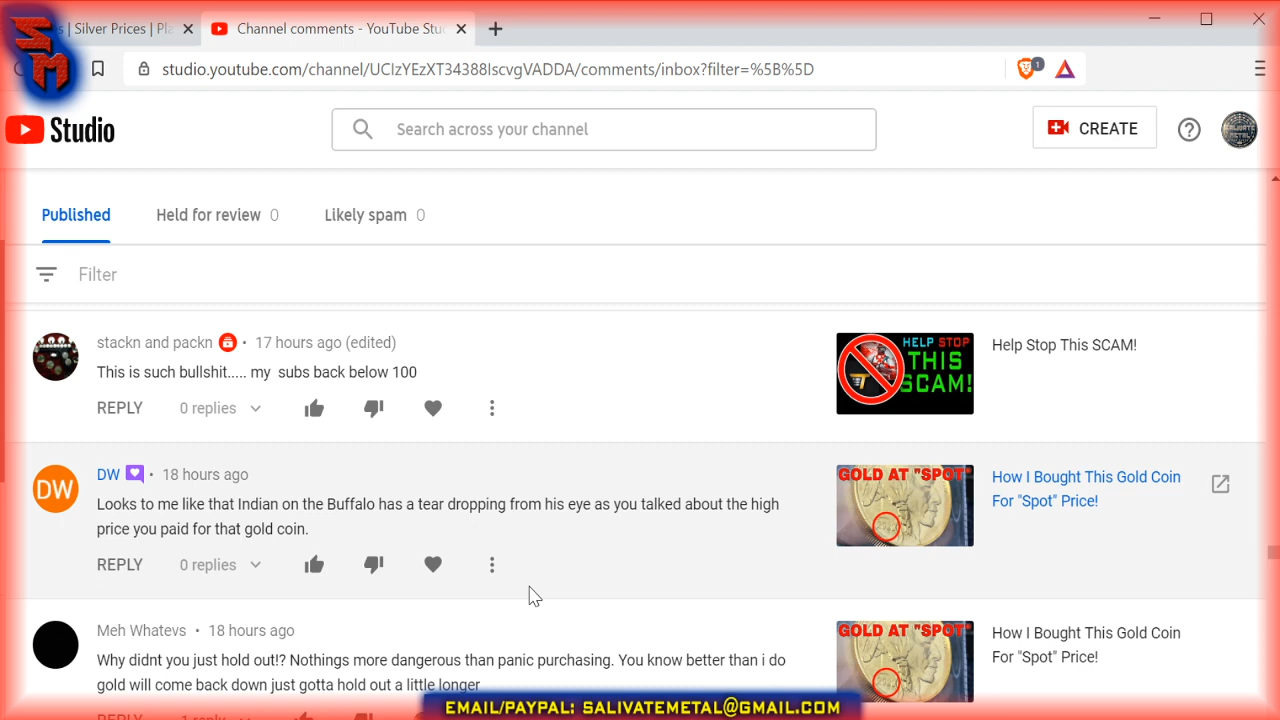 SM
s | Silver Prices | Pla
Channel comments - YouTube Stu
studio.youtube.com/channel/UCIzYEzXT34388IscvgVADDA/comments/inbox?filter=%5B%5D
1
Studio
Search across your channel
CREATE
SALIVATE METAL
Published
Held for review 0
Likely spam 0
Filter
stackn and packn • 17 hours ago (edited)
This is such bullshit..... my subs back below 100
REPLY 0 replies
HELP STOP THIS SCAM!
Help Stop This SCAM!
DW DW • 18 hours ago
Looks to me like that Indian on the Buffalo has a tear dropping from his eye as you talked about the high
price you paid for that gold coin.
REPLY 0 replies
GOLD AT "SPOT"
How I Bought This Gold Coin
For "Spot" Price!
Meh Whatevs • 18 hours ago
Why didnt you just hold out!? Nothings more dangerous than panic purchasing. You know better than i do
gold will come back down just gotta hold out a little longer
GOLD AT "SPOT"
How I Bought This Gold Coin
For "Spot" Price!
REPLY 1 reply
EMAIL/PAYPAL: SALIVATEMETAL@GMAIL.COM